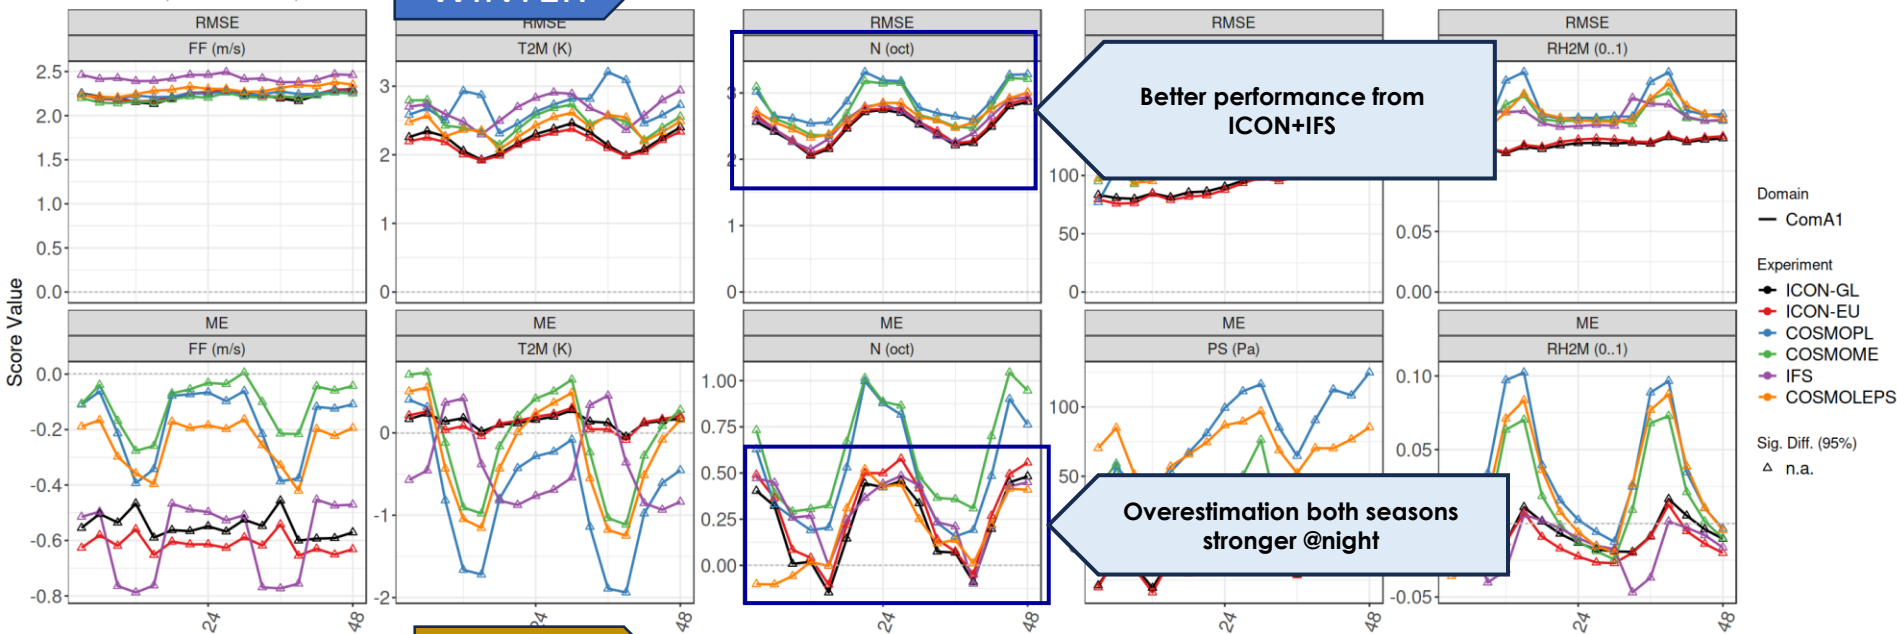 WINTER
RMSE RMSE RMSE RMSE RMSE
FF (m/s) T2M (K) N (oct) RH2M (0..1)
2.5
2.0
1.5
1.0
0.5
0.0
3
2
1
0
3
2
1
0
100
50
0
0.05
0.00
Better performance from
ICON+IFS
Score Value
ME ME ME ME ME
FF (m/s) T2M (K) N (oct) PS (Pa) RH2M (0..1)
0.0
-0.2
-0.4
-0.6
-0.8
0
-1
-2
1.00
0.75
0.50
0.25
0.00
100
50
0.10
0.05
-0.05
Overestimation both seasons
stronger @night
24 48 24 48 24 48 24 48 24 48
Domain
ComA1
Experiment
ICON-GL
ICON-EU
COSMOPL
COSMOME
IFS
COSMOLEPS
Sig. Diff. (95%)
n.a.